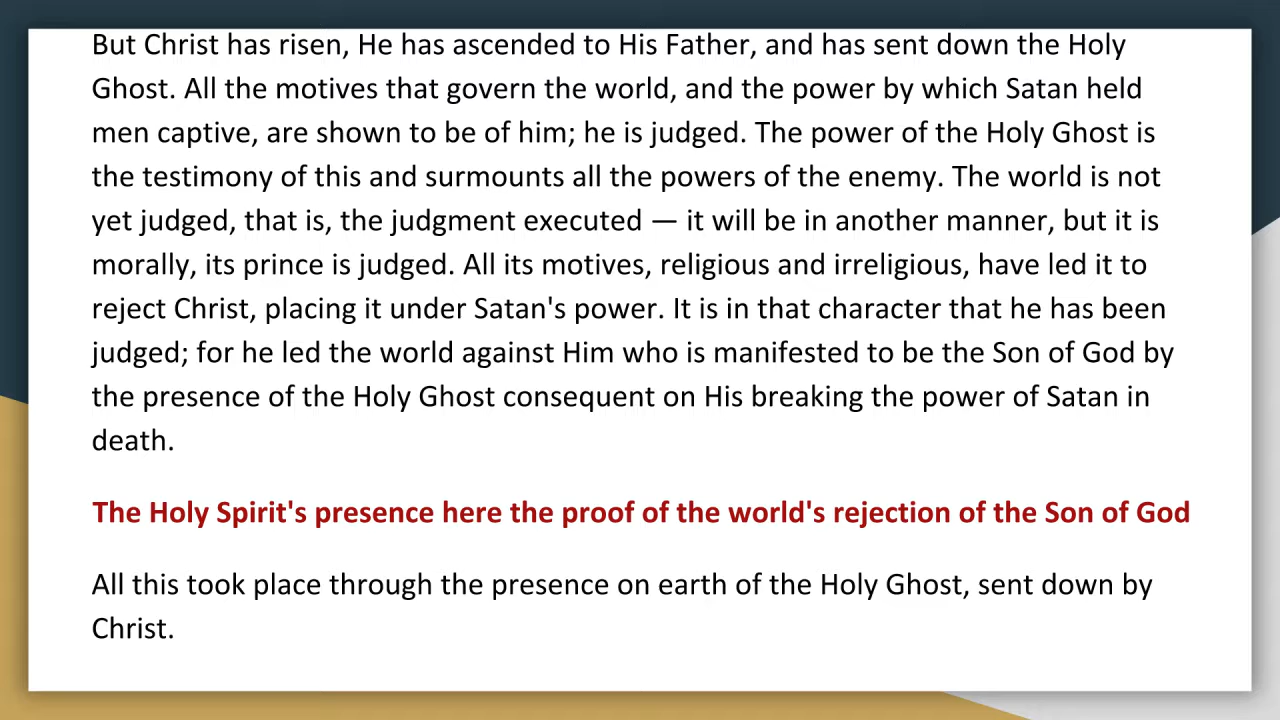 But Christ has risen, He has ascended to His Father, and has sent down the Holy
Ghost. All the motives that govern the world, and the power by which Satan held
men captive, are shown to be of him; he is judged. The power of the Holy Ghost is
the testimony of this and surmounts all the powers of the enemy. The world is not
yet judged, that is, the judgment executed — it will be in another manner, but it is
morally, its prince is judged. All its motives, religious and irreligious, have led it to
reject Christ, placing it under Satan's power. It is in that character that he has been
judged; for he led the world against Him who is manifested to be the Son of God by
the presence of the Holy Ghost consequent on His breaking the power of Satan in
death.
The Holy Spirit's presence here the proof of the world's rejection of the Son of God
All this took place through the presence on earth of the Holy Ghost, sent down by
Christ.